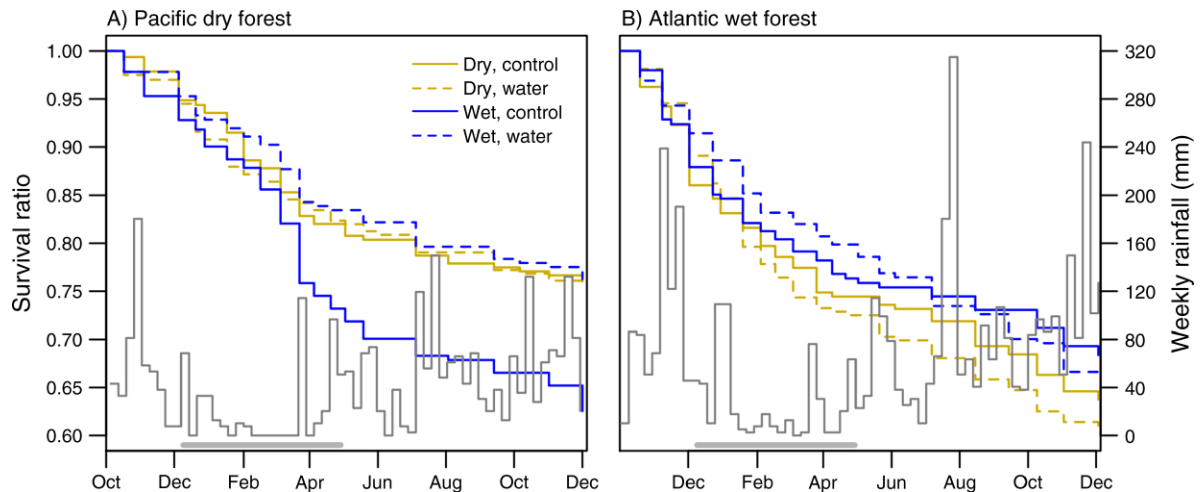 A) Pacific dry forest
B) Atlantic wet forest
Survival ratio
1.00
0.95
0.90
0.85
0.80
0.75
0.70
0.65
0.60
Dry, control
Dry, water
Wet, control
Wet, water
Oct Dec Feb Apr Jun Aug Oct Dec
320
280
240
200
160
120
80
40
0
Weekly rainfall (mm)
Dec Feb Apr Jun Aug Oct Dec